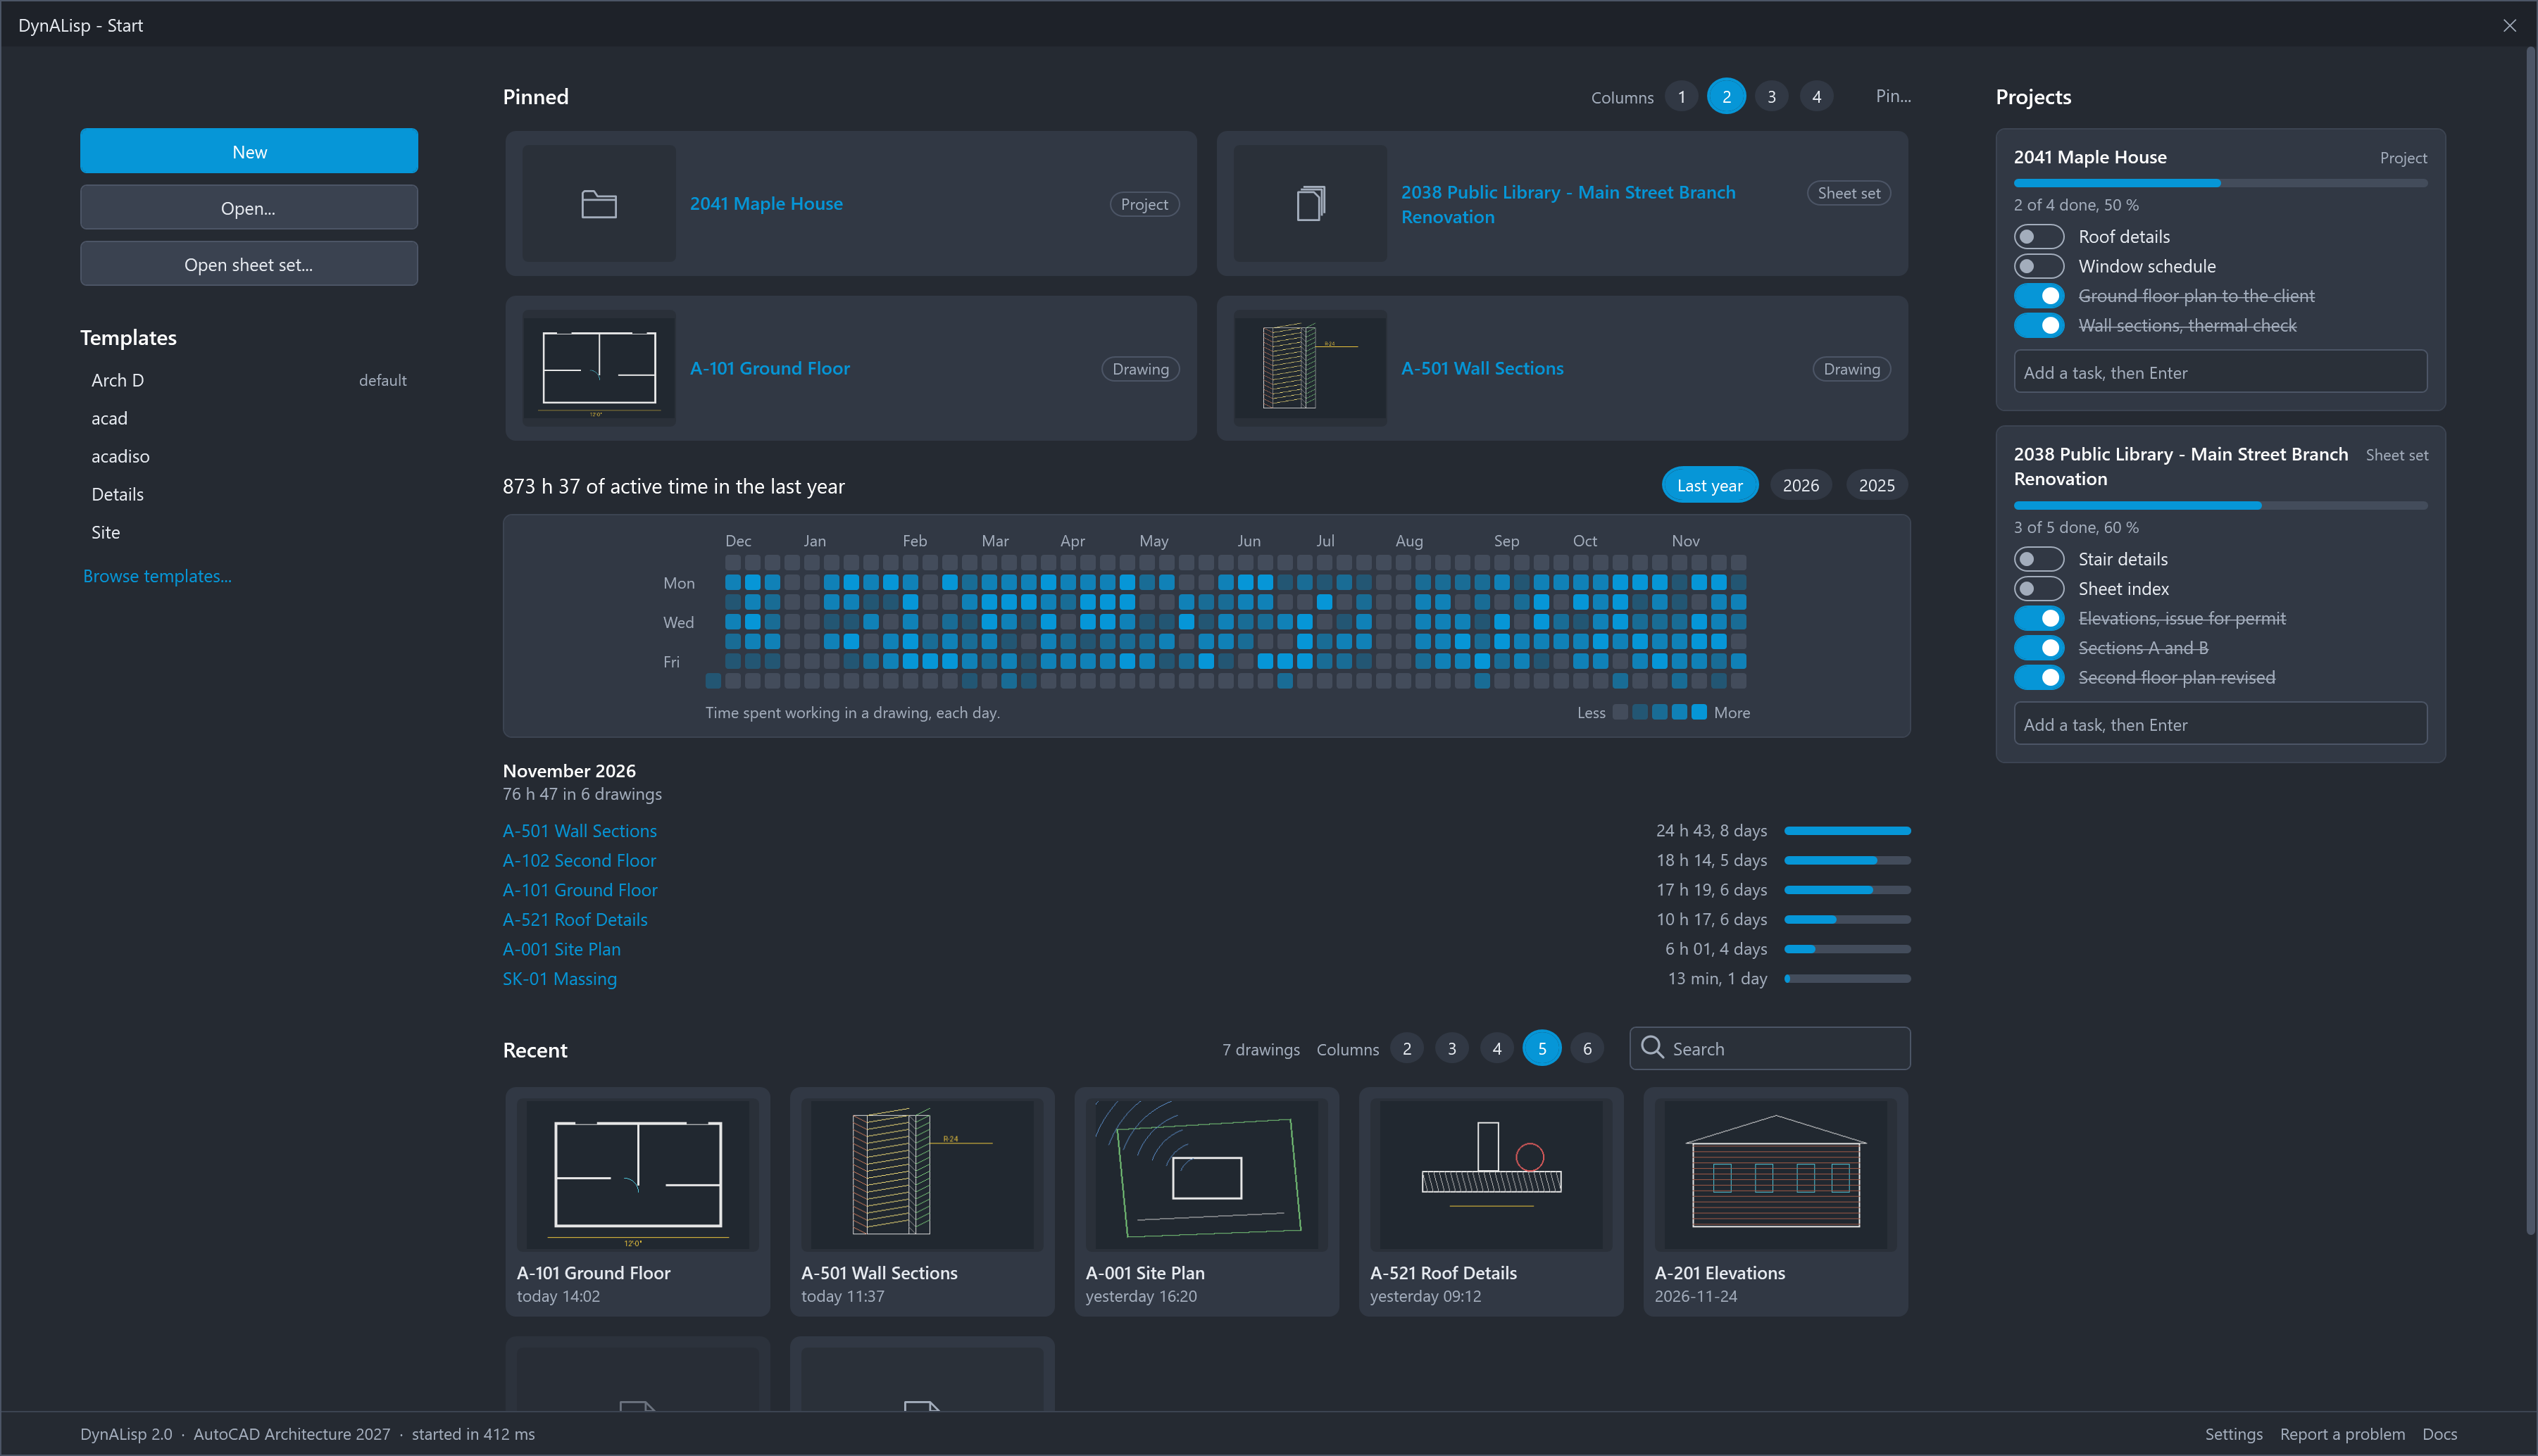 DynALisp - Start
New
Open...
Open sheet set...
Templates
Arch D default
acad
acadiso
Details
Site
Browse templates...
Pinned
Columns 1 2 3 4 Pin...
2041 Maple House Project
2038 Public Library - Main Street Branch
Renovation
Sheet set
12'0"
A-101 Ground Floor Drawing
R-24
A-501 Wall Sections Drawing
873 h 37 of active time in the last year
Last year 2026 2025
Dec Jan Feb Mar Apr May Jun Jul Aug Sep Oct Nov
Mon
Wed
Fri
Time spent working in a drawing, each day.
Less More
November 2026
76 h 47 in 6 drawings
A-501 Wall Sections 24 h 43, 8 days
A-102 Second Floor 18 h 14, 5 days
A-101 Ground Floor 17 h 19, 6 days
A-521 Roof Details 10 h 17, 6 days
A-001 Site Plan 6 h 01, 4 days
SK-01 Massing 13 min, 1 day
Recent
7 drawings Columns 2 3 4 5 6
Search
12'0"
A-101 Ground Floor
today 14:02
R-24
A-501 Wall Sections
today 11:37
A-001 Site Plan
yesterday 16:20
A-521 Roof Details
yesterday 09:12
A-201 Elevations
2026-11-24
Projects
2041 Maple House Project
2 of 4 done, 50 %
Roof details
Window schedule
Ground floor plan to the client
Wall sections, thermal check
Add a task, then Enter
2038 Public Library - Main Street Branch
Renovation
Sheet set
3 of 5 done, 60 %
Stair details
Sheet index
Elevations, issue for permit
Sections A and B
Second floor plan revised
Add a task, then Enter
DynALisp 2.0 · AutoCAD Architecture 2027 · started in 412 ms
Settings Report a problem Docs